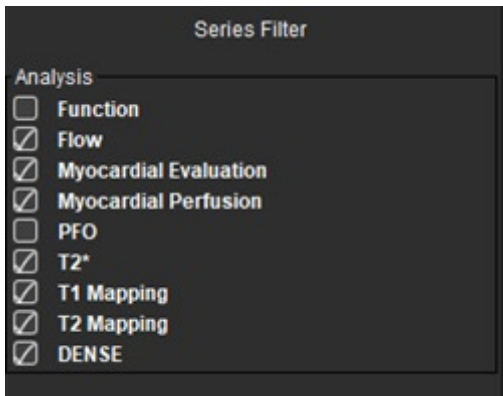 Series Filter
Analysis
Function
Flow
Myocardial Evaluation
Myocardial Perfusion
PFO
T2*
T1 Mapping
T2 Mapping
DENSE